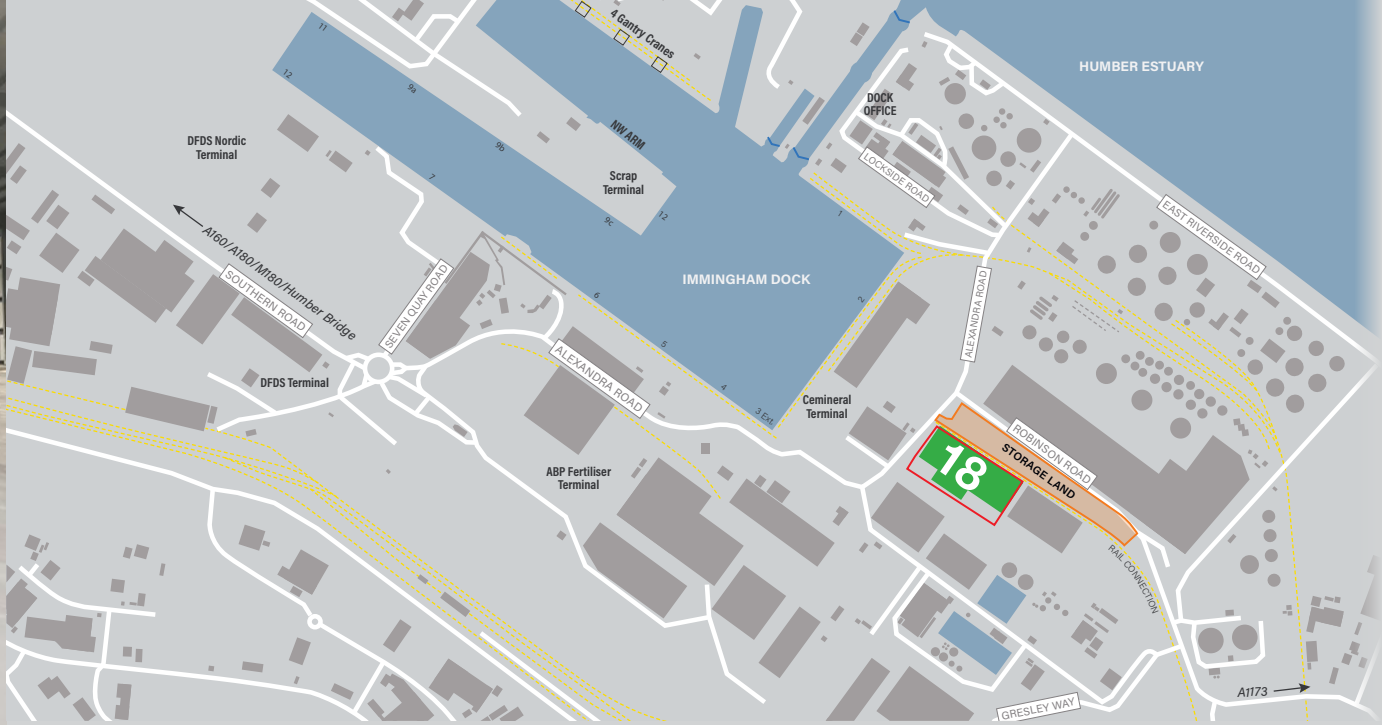 4 Gantry Cranes
11
HUMBER ESTUARY
12
9a
DOCK
OFFICE
NW ARM
DFDS Nordic
Terminal
9b
LOCKSIDE ROAD
7
Scrap
Terminal
12
9c
1
EAST RIVERSIDE ROAD
A160/A180/M180/Humber Bridge
SOUTHERN ROAD
SEVEN QUAY ROAD
IMMINGHAM DOCK
6
2
ALEXANDRA ROAD
5
ALEXANDRA ROAD
DFDS Terminal
4
3 Ext.
Cemineral
Terminal
ROBINSON ROAD
STORAGE LAND
18
ABP Fertiliser
Terminal
RAIL CONNECTION
A1173
GRESLEY WAY